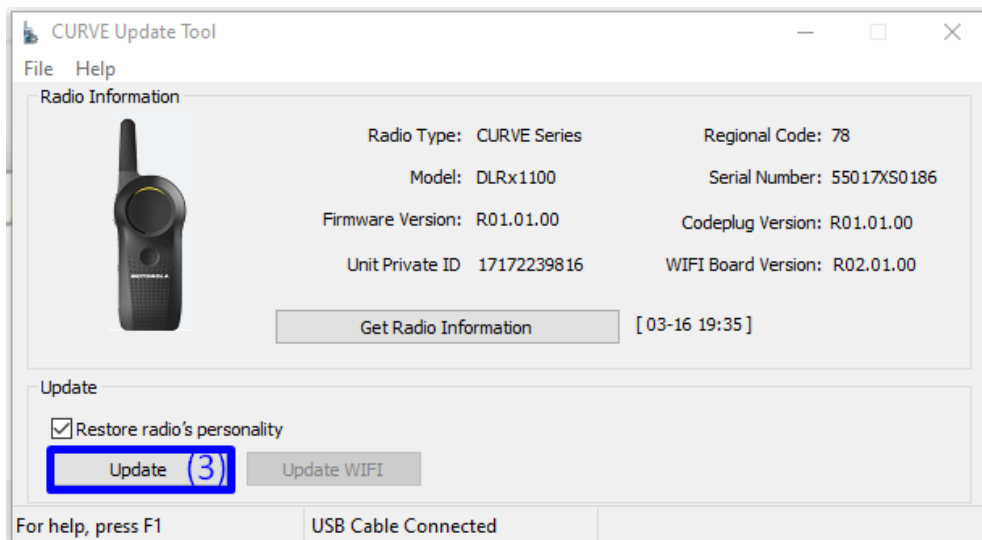 CURVE Update Tool
File Help
Radio Information
Radio Type: CURVE Series Regional Code: 78
Model: DLRx1100 Serial Number: 55017XS0186
Firmware Version: R01.01.00 Codeplug Version: R01.01.00
Unit Private ID 17172239816 WIFI Board Version: R02.01.00
MOTOROLA
Get Radio Information [ 03-16 19:35 ]
Update
Restore radio's personality
Update (3) Update WIFI
For help, press F1 USB Cable Connected